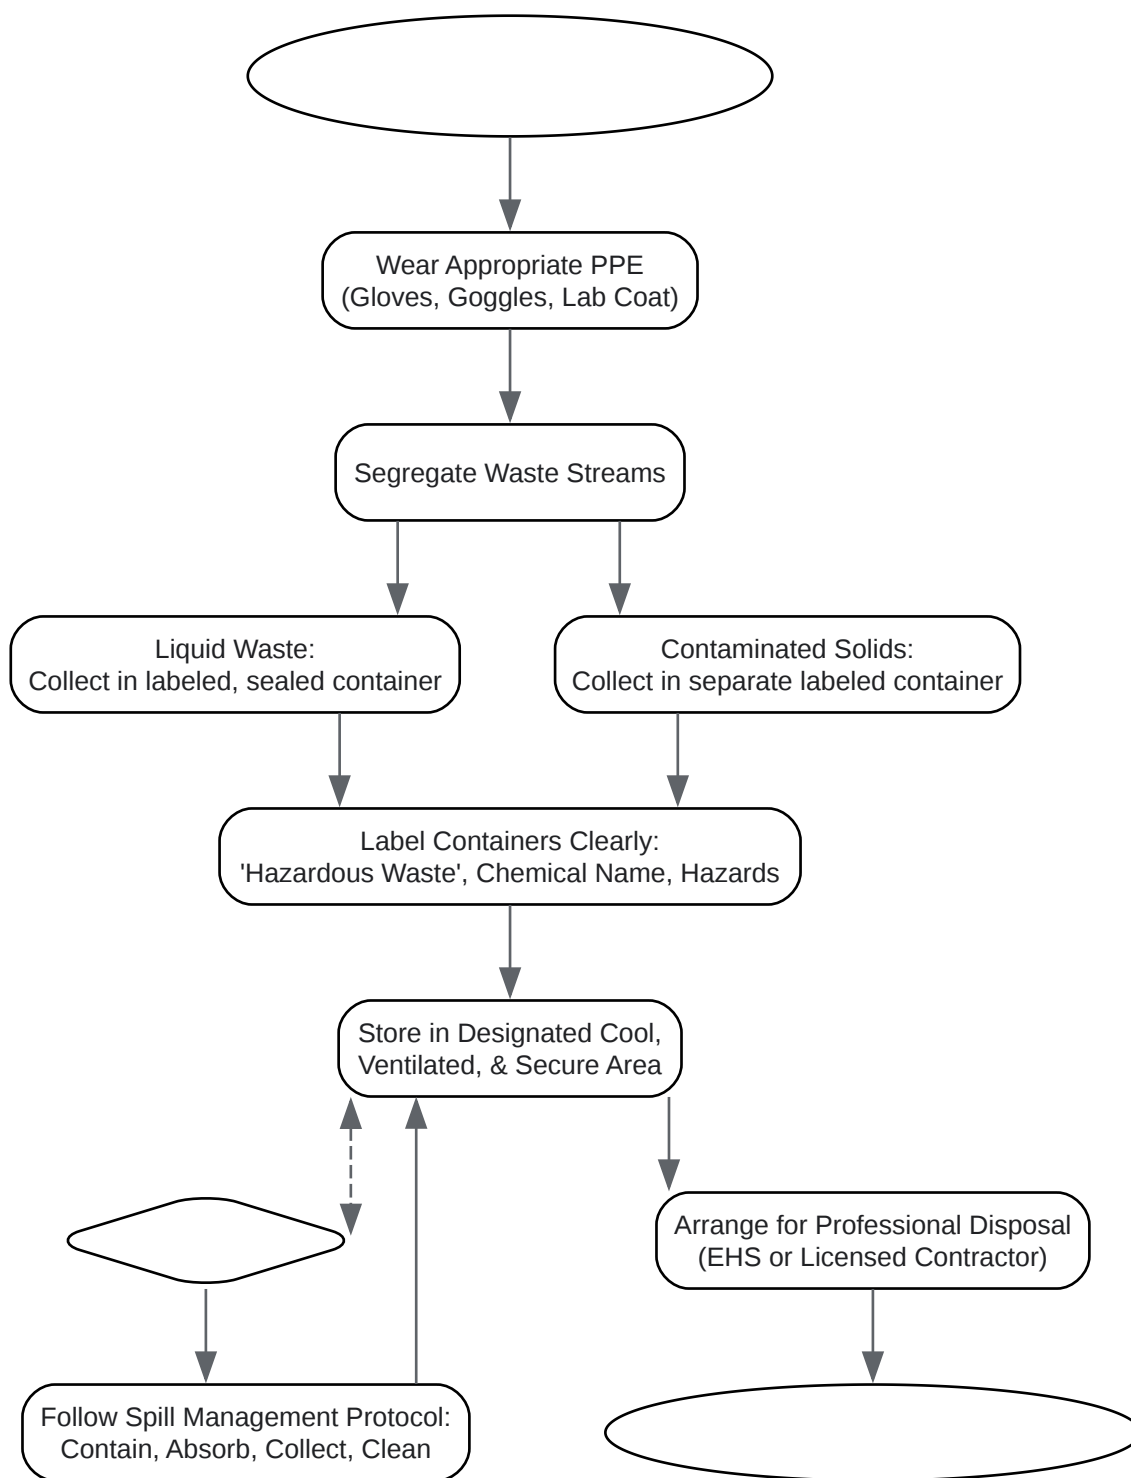 Wear Appropriate PPE
(Gloves, Goggles, Lab Coat)
Segregate Waste Streams
Liquid Waste:
Collect in labeled, sealed container
Contaminated Solids:
Collect in separate labeled container
Label Containers Clearly:
'Hazardous Waste', Chemical Name, Hazards
Store in Designated Cool,
Ventilated, & Secure Area
Arrange for Professional Disposal
(EHS or Licensed Contractor)
Follow Spill Management Protocol:
Contain, Absorb, Collect, Clean